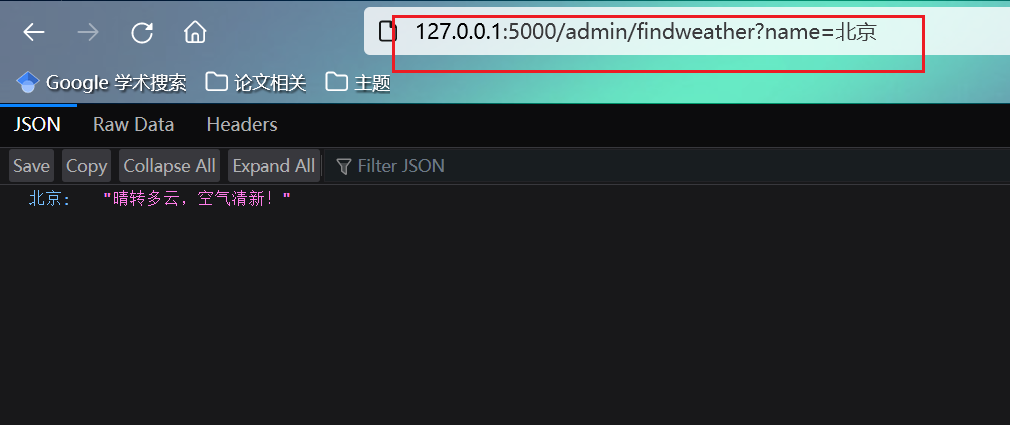 127.0.0.1:5000/admin/findweather?name=北京
Google 学术搜索 论文相关 主题
JSON Raw Data Headers
Save Copy Collapse All Expand All Filter JSON
北京: "晴转多云，空气清新！"